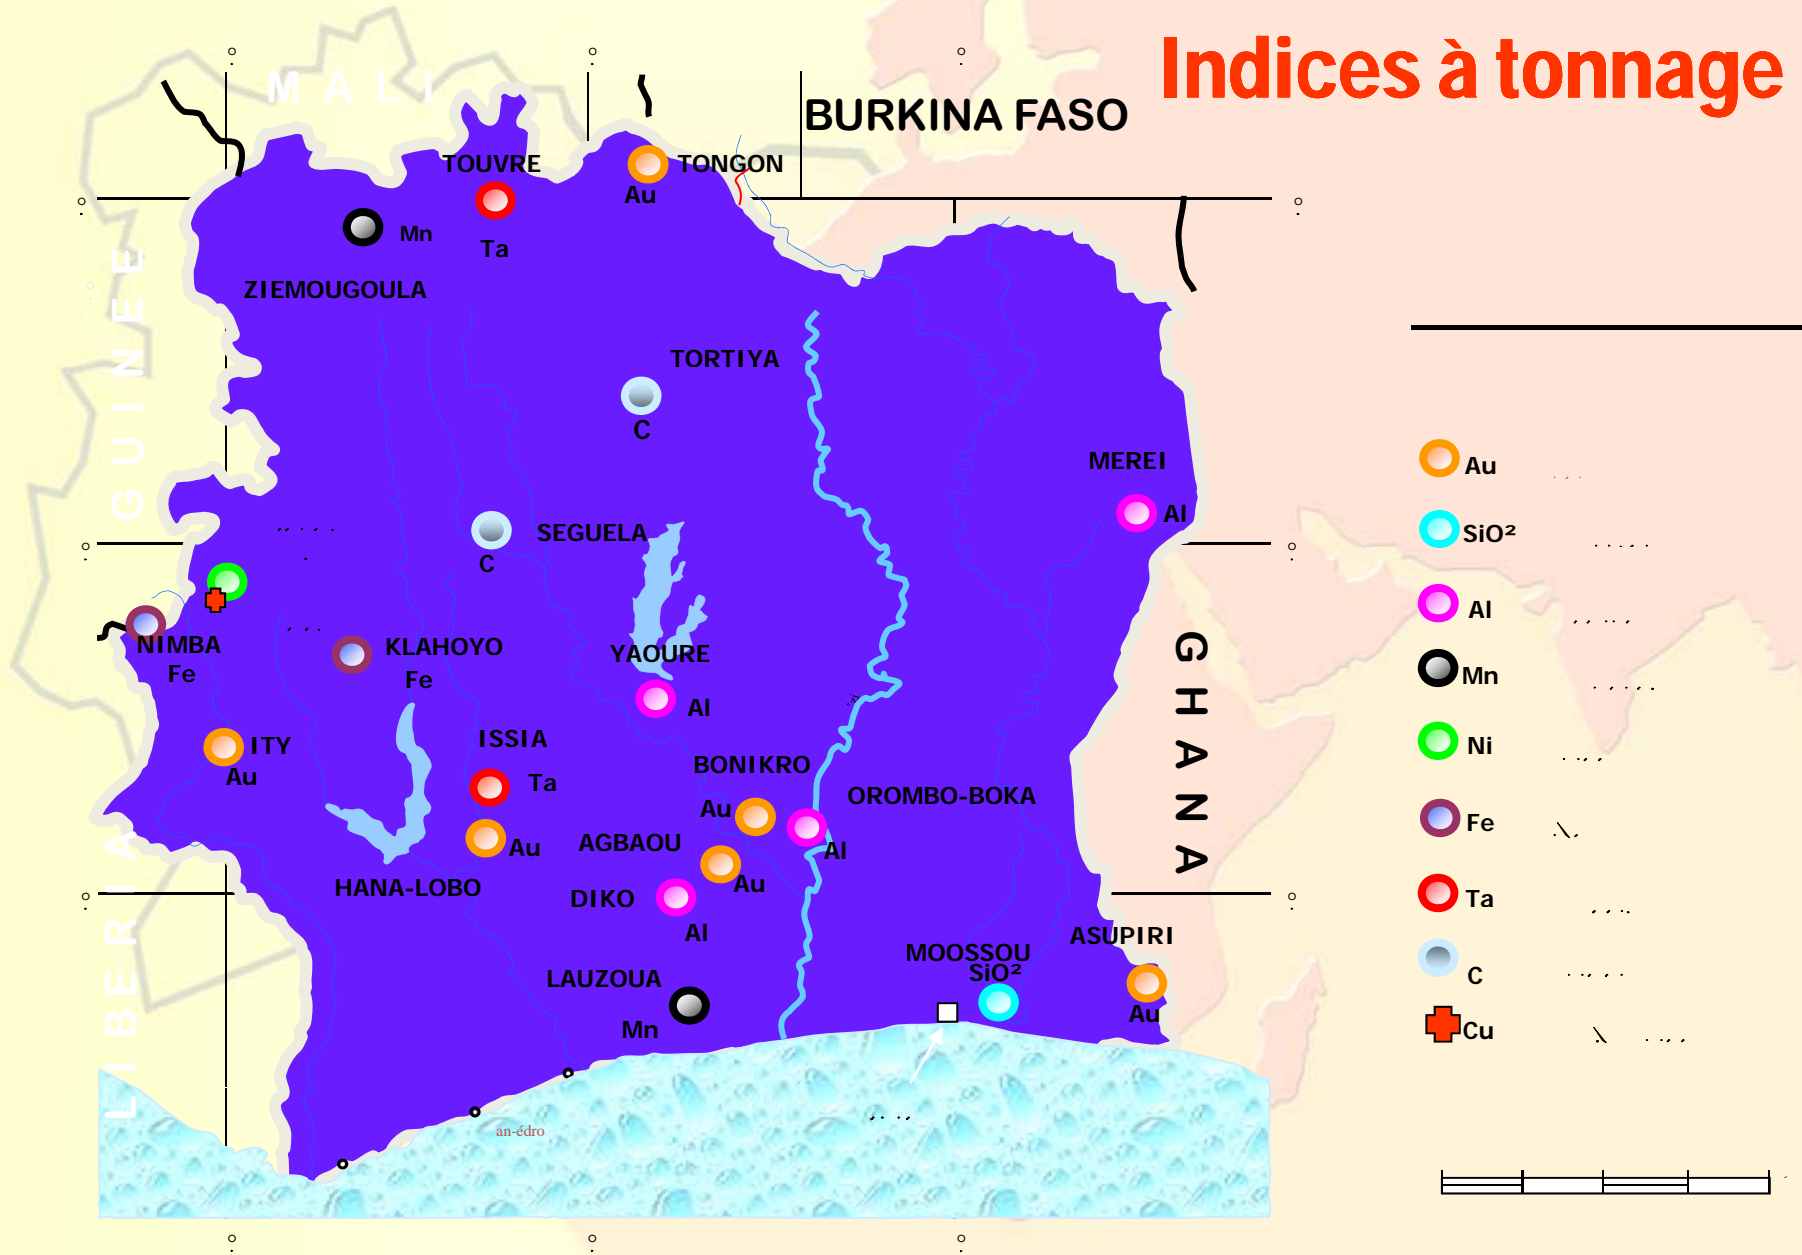 Indices à tonnage
MALI
BURKINA FASO
TOUVRE
TONGON
Au
Mn
Ta
ZIEMOUGOULA
GUINEE
TORTIYA
C
MEREI
Al
SEGUELA
C
NIMBA
Fe
KLAHOYO
Fe
YAOURE
Al
GHANA
ITY
Au
ISSIA
Ta
BONIKRO
Au
OROMBO-BOKA
Al
Au
AGBAOU
Au
HANA-LOBO
DIKO
Al
LIBERIA
ASUPIRI
MOOSSOU
SiO²
LAUZOUA
Au
Mn
an-édro
Au
SiO²
Al
Mn
Ni
Fe
Ta
C
Cu